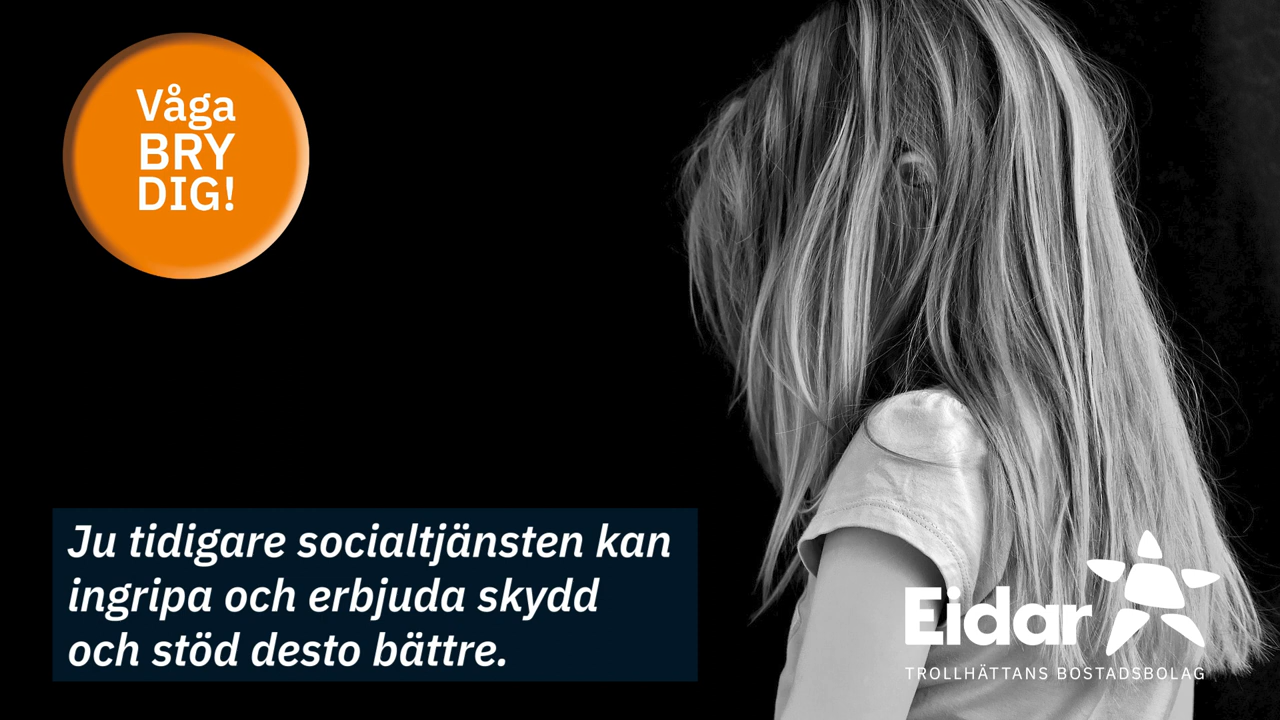 Våga
BRY
DIG!
Ju tidigare socialtjänsten kan
ingripa och erbjuda skydd
och stöd desto bättre.
Eidar
TROLLHÄTTANS BOSTADSBOLAG